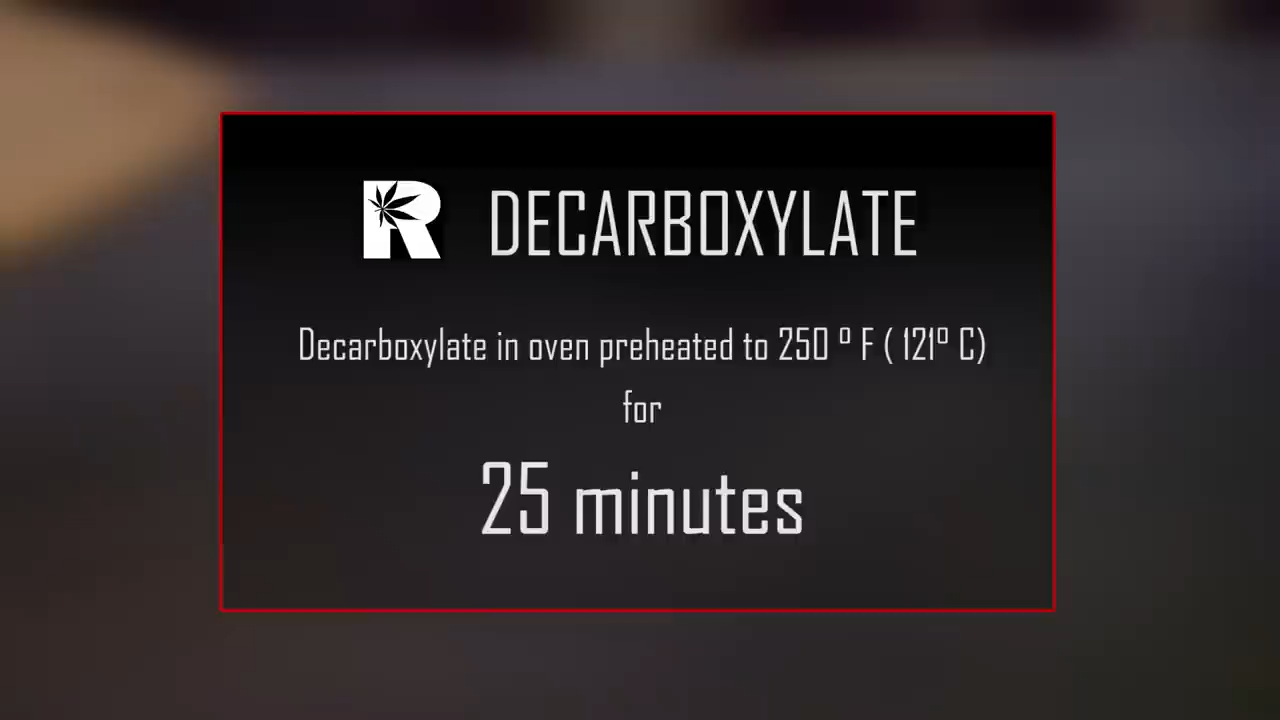 R DECARBOXYLATE
Decarboxylate in oven preheated to 250 º F ( 121º C)
for
25 minutes